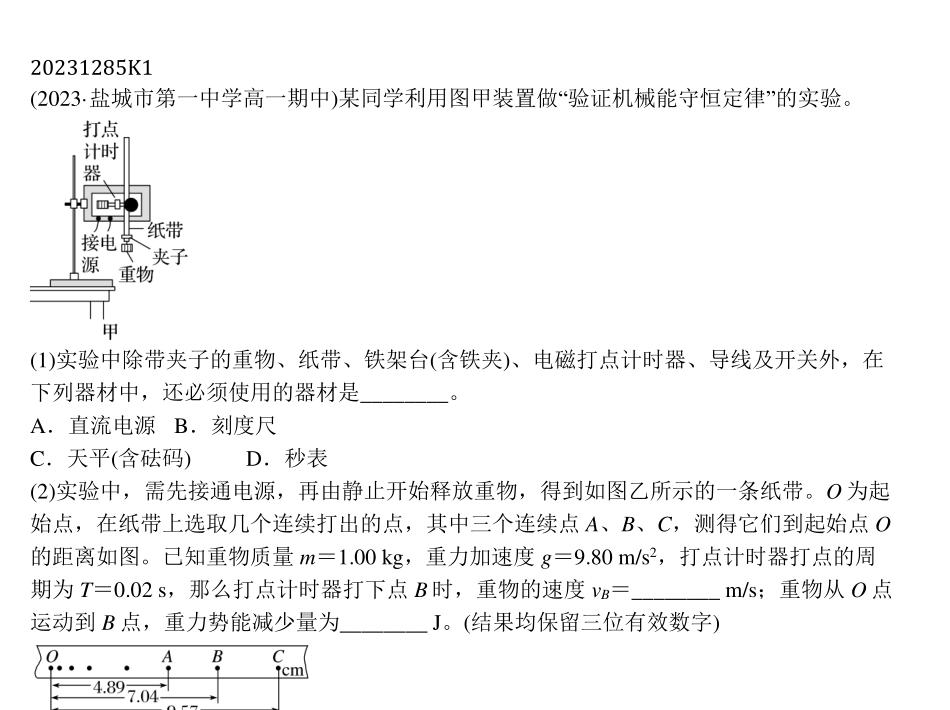 20231285K1
(2023·盐城市第一中学高一期中)某同学利用图甲装置做“验证机械能守恒定律”的实验。
打点
计时
器
纸带
接电
夹子
源
重物
甲
(1)实验中除带夹子的重物、纸带、铁架台(含铁夹)、电磁打点计时器、导线及开关外，在
下列器材中，还必须使用的器材是________。
A．直流电源 B．刻度尺
C．天平(含砝码) D．秒表
(2)实验中，需先接通电源，再由静止开始释放重物，得到如图乙所示的一条纸带。O 为起
始点，在纸带上选取几个连续打出的点，其中三个连续点 A、B、C，测得它们到起始点 O
的距离如图。已知重物质量 m＝1.00 kg，重力加速度 g＝9.80 m/s²，打点计时器打点的周
期为 T＝0.02 s，那么打点计时器打下点 B 时，重物的速度 vB＝________ m/s；重物从 O 点
运动到 B 点，重力势能减少量为________ J。(结果均保留三位有效数字)
O A B C
cm
4.89
7.04